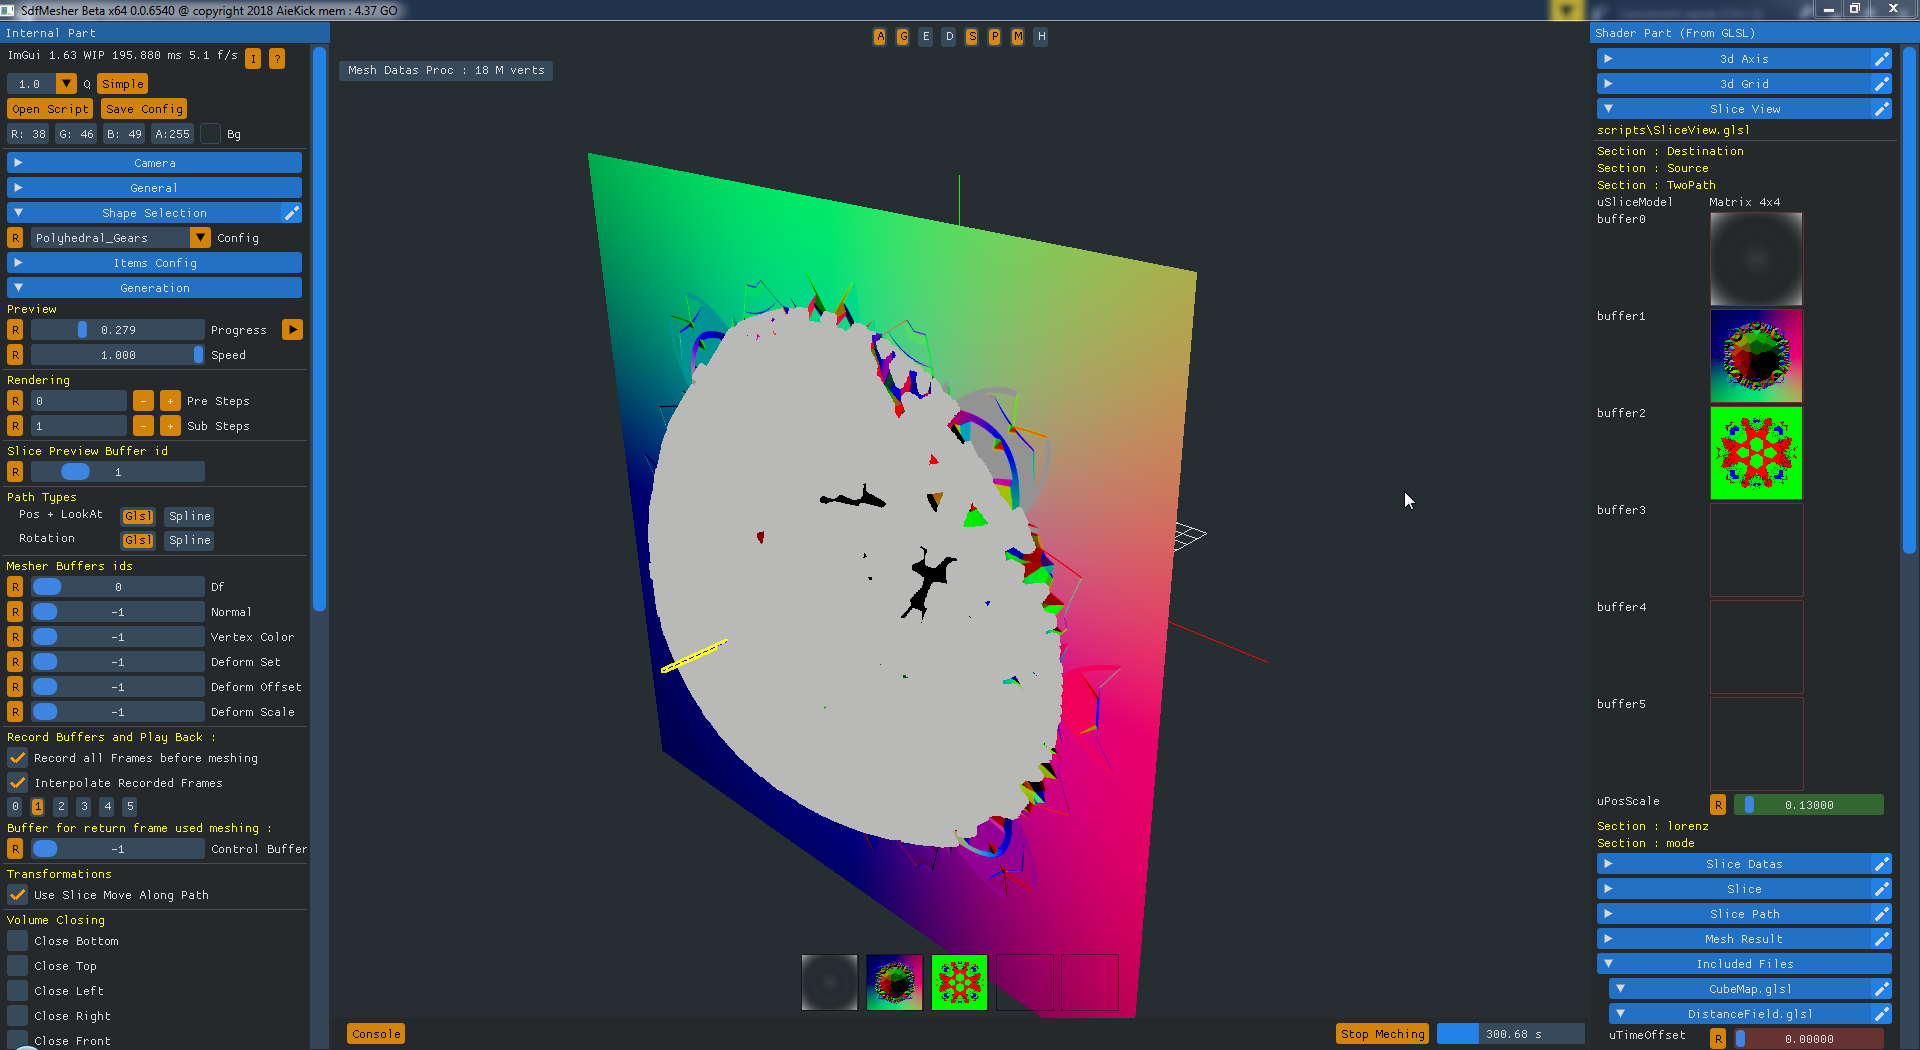 SdfMesher Beta x64 0.0.6540 @ copyright 2018 AieKick mem : 4.37 GO
Internal Part
ImGui 1.63 WIP 195.880 ms 5.1 f/s I ?
1.0 Q Simple
Open Script Save Config
R: 38 G: 46 B: 49 A:255 Bg
Camera
General
Shape Selection
R Polyhedral_Gears Config
Items Config
Generation
Preview
R 0.279 Progress
R 1.000 Speed
Rendering
R 0 - + Pre Steps
R 1 - + Sub Steps
Slice Preview Buffer id
R 1
Path Types
Pos + LookAt Glsl Spline
Rotation Glsl Spline
Mesher Buffers ids
R 0 Df
R -1 Normal
R -1 Vertex Color
R -1 Deform Set
R -1 Deform Offset
R -1 Deform Scale
Record Buffers and Play Back :
Record all Frames before meshing
Interpolate Recorded Frames
0 1 2 3 4 5
Buffer for return frame used meshing :
R -1 Control Buffer
Transformations
Use Slice Move Along Path
Volume Closing
Close Bottom
Close Top
Close Left
Close Right
Close Front
A G E D S P M H
Mesh Datas Proc : 18 M verts
Console
Stop Meching 300.68 s
Shader Part (From GLSL)
3d Axis
3d Grid
Slice View
scripts\SliceView.glsl
Section : Destination
Section : Source
Section : TwoPath
uSliceModel Matrix 4x4
buffer0
buffer1
buffer2
buffer3
buffer4
buffer5
uPosScale R 0.13000
Section : lorenz
Section : mode
Slice Datas
Slice
Slice Path
Mesh Result
Included Files
CubeMap.glsl
DistanceField.glsl
uTimeOffset R 0.00000